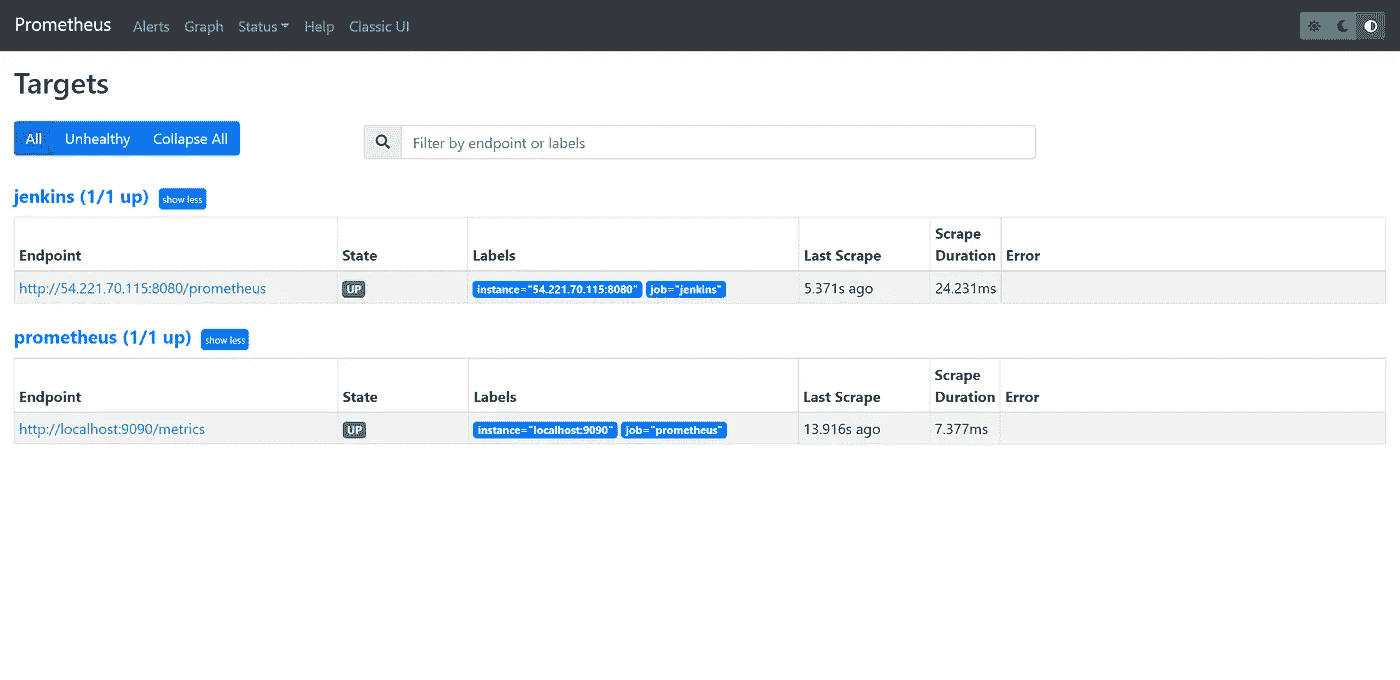 Prometheus Alerts Graph Status Help Classic UI
Targets
All Unhealthy Collapse All
Filter by endpoint or labels
jenkins (1/1 up) show less
Endpoint State Labels Last Scrape Scrape Duration Error
http://54.221.70.115:8080/prometheus UP instance="54.221.70.115:8080" job="jenkins" 5.371s ago 24.231ms
prometheus (1/1 up) show less
Endpoint State Labels Last Scrape Scrape Duration Error
http://localhost:9090/metrics UP instance="localhost:9090" job="prometheus" 13.916s ago 7.377ms